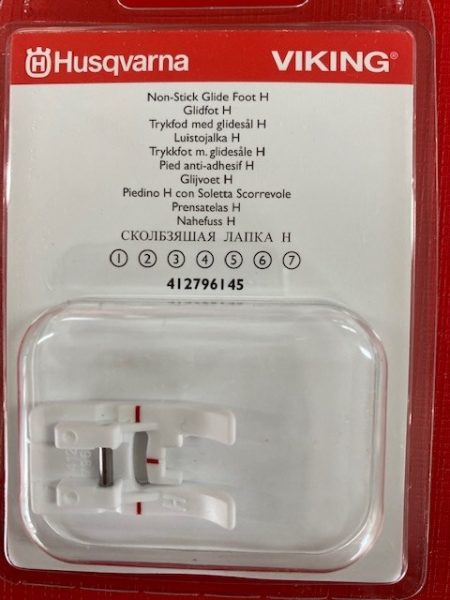 Husqvarna VIKING®
Non-Stick Glide Foot H
Glidfot H
Trykfod med glidesål H
Luistojalka H
Trykkfot m. glidesåle H
Pied anti-adhesif H
Glijvoet H
Piedino H con Soletta Scorrevole
Prensatelas H
Nahefuss H
СКОЛБЗЯШАЯ ЛАПКА Н
① ② ③ ④ ⑤ ⑥ ⑦
412796145
H